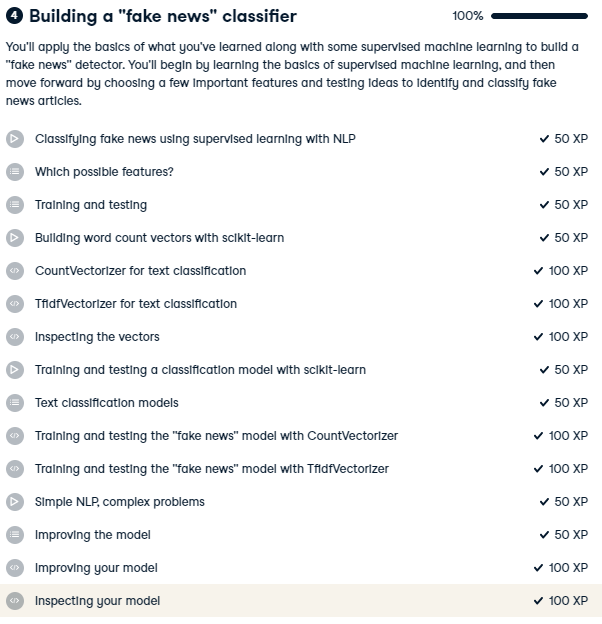 4 Building a "fake news" classifier 100%
You'll apply the basics of what you've learned along with some supervised machine learning to build a
"fake news" detector. You'll begin by learning the basics of supervised machine learning, and then
move forward by choosing a few important features and testing ideas to identify and classify fake
news articles.
Classifying fake news using supervised learning with NLP 50 XP
Which possible features? 50 XP
Training and testing 50 XP
Building word count vectors with scikit-learn 50 XP
CountVectorizer for text classification 100 XP
TfidfVectorizer for text classification 100 XP
Inspecting the vectors 100 XP
Training and testing a classification model with scikit-learn 50 XP
Text classification models 50 XP
Training and testing the "fake news" model with CountVectorizer 100 XP
Training and testing the "fake news" model with TfidfVectorizer 100 XP
Simple NLP, complex problems 50 XP
Improving the model 50 XP
Improving your model 100 XP
Inspecting your model 100 XP